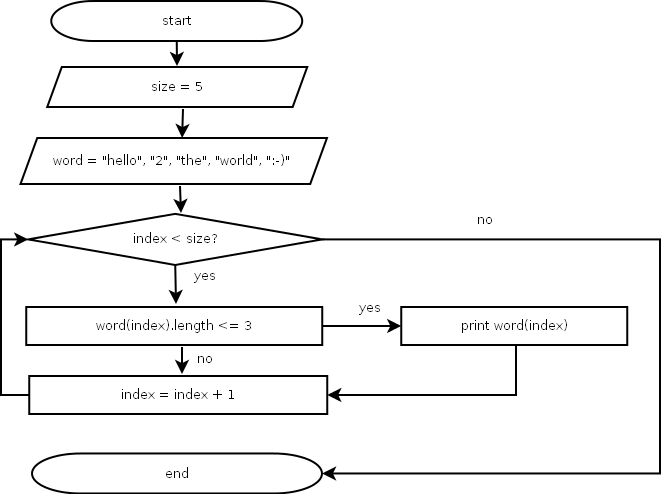 start
size = 5
word = "hello", "2", "the", "world", ":-)"
no
index < size?
yes
yes
word(index).length <= 3
print word(index)
no
index = index + 1
end